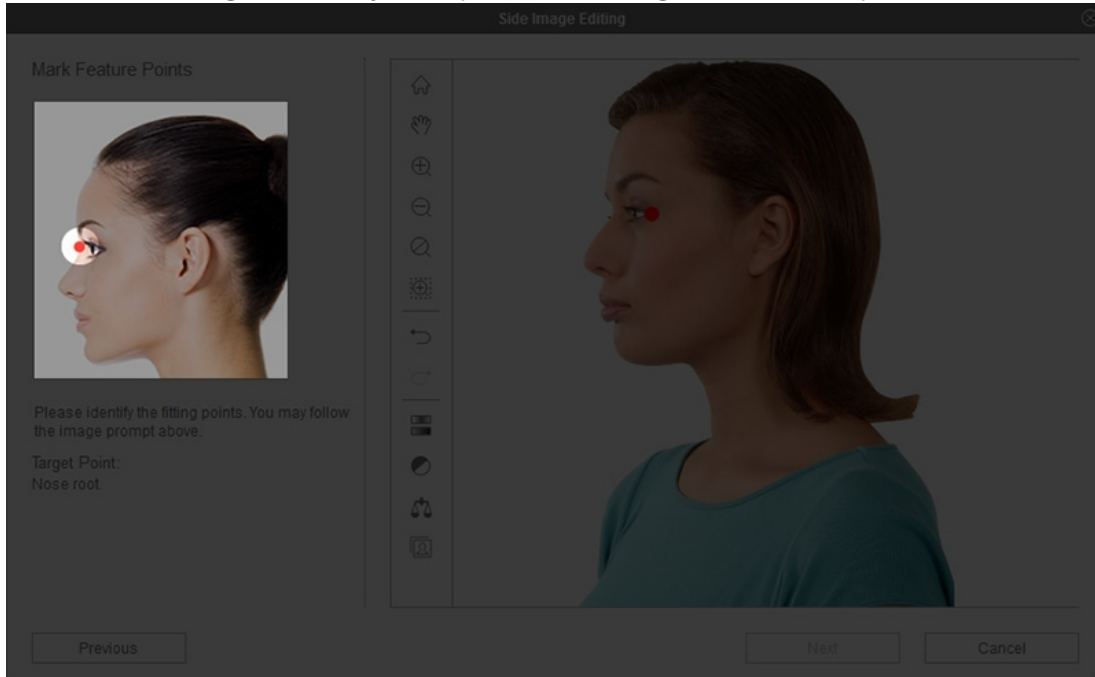 Side Image Editing
Mark Feature Points
Please identify the fitting points. You may follow
the image prompt above.
Target Point:
Nose root.
Previous
Next
Cancel